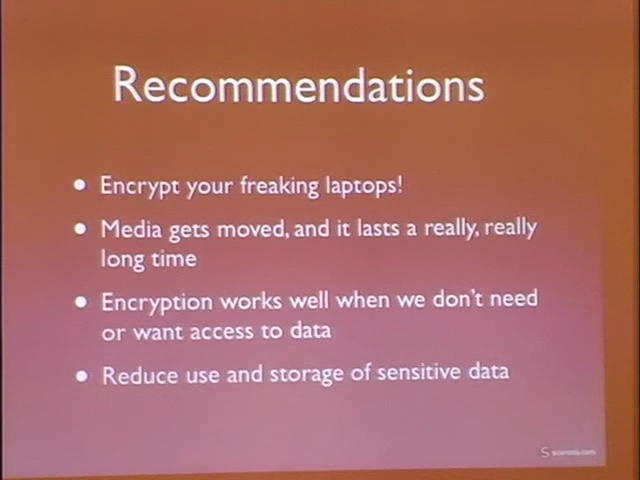 Recommendations
• Encrypt your freaking laptops!
• Media gets moved, and it lasts a really, really
long time
• Encryption works well when we don't need
or want access to data
• Reduce use and storage of sensitive data